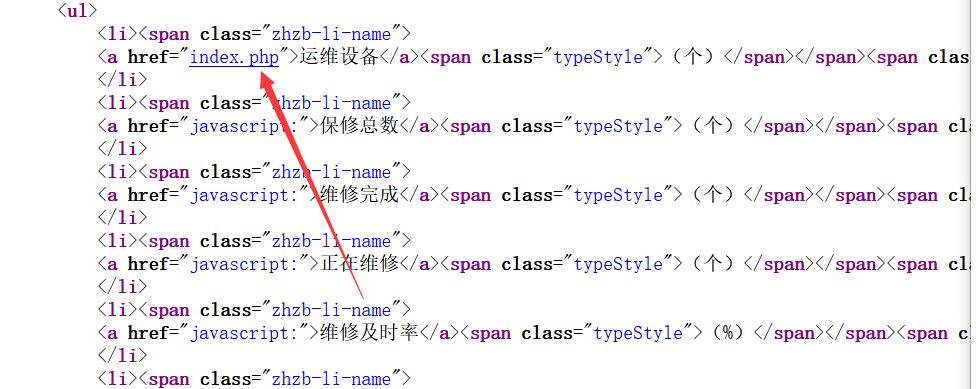 <ul>
<li><span class="zhzb-li-name">
<a href="index.php">运维设备</a><span class="typeStyle">（个）</span></span><span clas
</li>
<li><span class="zhzb-li-name">
<a href="javascript:">保修总数</a><span class="typeStyle">（个）</span></span><span
</li>
<li><span class="zhzb-li-name">
<a href="javascript:">维修完成</a><span class="typeStyle">（个）</span></span><span
</li>
<li><span class="zhzb-li-name">
<a href="javascript:">正在维修</a><span class="typeStyle">（个）</span></span><span
</li>
<li><span class="zhzb-li-name">
<a href="javascript:">维修及时率</a><span class="typeStyle">（%）</span></span><span c
</li>
<li><span class="zhzb-li-name">